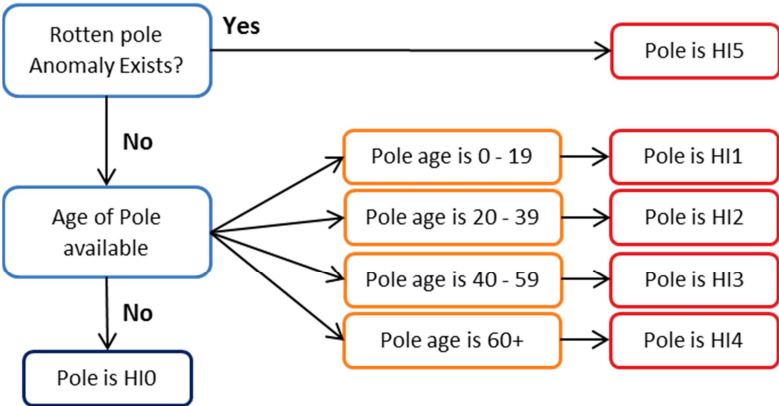 Rotten pole
Anomaly Exists?
Yes
Pole is HI5
No
Pole age is 0 - 19
Pole is HI1
Age of Pole
available
Pole age is 20 - 39
Pole is HI2
Pole age is 40 - 59
Pole is HI3
No
Pole age is 60+
Pole is HI4
Pole is HI0